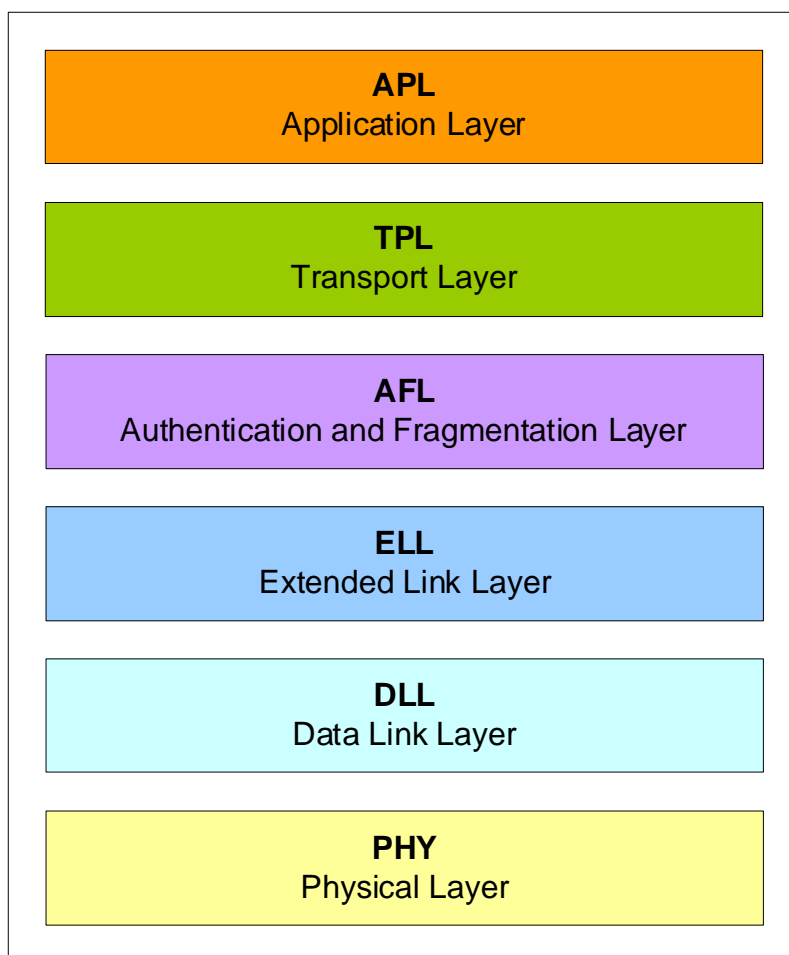 APL
Application Layer
TPL
Transport Layer
AFL
Authentication and Fragmentation Layer
ELL
Extended Link Layer
DLL
Data Link Layer
PHY
Physical Layer